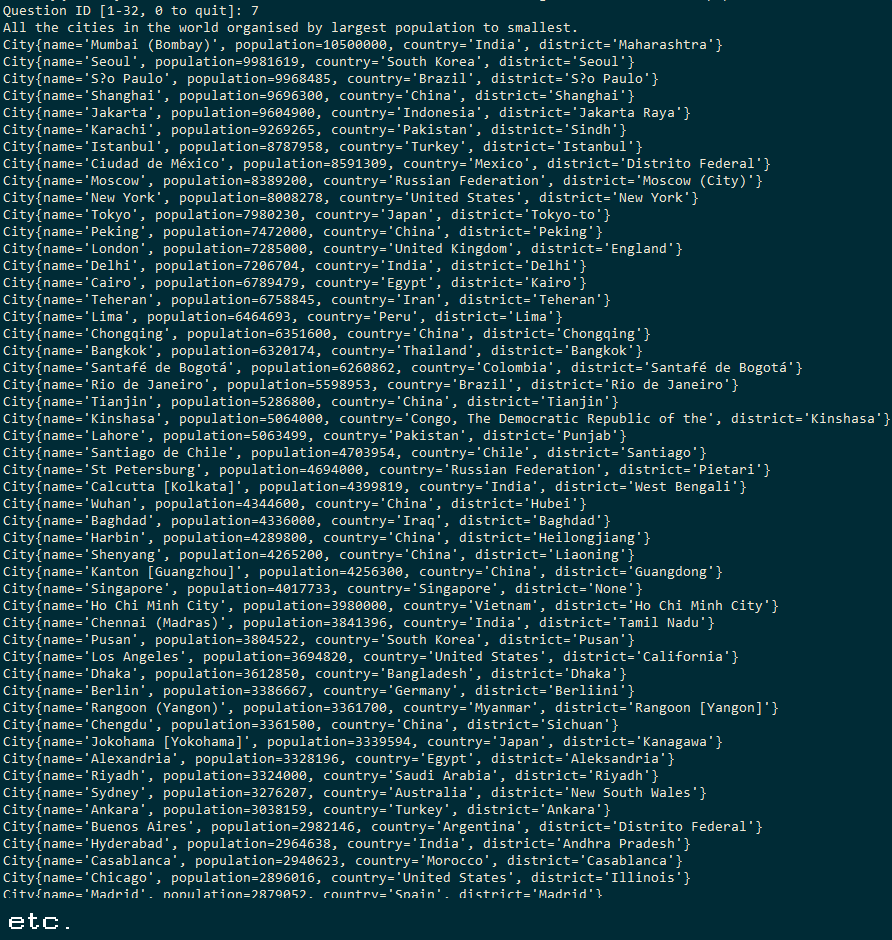 Question ID [1-32, 0 to quit]: 7
All the cities in the world organised by largest population to smallest.
City{name='Mumbai (Bombay)', population=10500000, country='India', district='Maharashtra'}
City{name='Seoul', population=9981619, country='South Korea', district='Seoul'}
City{name='S?o Paulo', population=9968485, country='Brazil', district='S?o Paulo'}
City{name='Shanghai', population=9696300, country='China', district='Shanghai'}
City{name='Jakarta', population=9604900, country='Indonesia', district='Jakarta Raya'}
City{name='Karachi', population=9269265, country='Pakistan', district='Sindh'}
City{name='Istanbul', population=8787958, country='Turkey', district='Istanbul'}
City{name='Ciudad de México', population=8591309, country='Mexico', district='Distrito Federal'}
City{name='Moscow', population=8389200, country='Russian Federation', district='Moscow (City)'}
City{name='New York', population=8008278, country='United States', district='New York'}
City{name='Tokyo', population=7980230, country='Japan', district='Tokyo-to'}
City{name='Peking', population=7472000, country='China', district='Peking'}
City{name='London', population=7285000, country='United Kingdom', district='England'}
City{name='Delhi', population=7206704, country='India', district='Delhi'}
City{name='Cairo', population=6789479, country='Egypt', district='Kairo'}
City{name='Teheran', population=6758845, country='Iran', district='Teheran'}
City{name='Lima', population=6464693, country='Peru', district='Lima'}
City{name='Chongqing', population=6351600, country='China', district='Chongqing'}
City{name='Bangkok', population=6320174, country='Thailand', district='Bangkok'}
City{name='Santafé de Bogotá', population=6260862, country='Colombia', district='Santafé de Bogotá'}
City{name='Rio de Janeiro', population=5598953, country='Brazil', district='Rio de Janeiro'}
City{name='Tianjin', population=5286800, country='China', district='Tianjin'}
City{name='Kinshasa', population=5064000, country='Congo, The Democratic Republic of the', district='Kinshasa'}
City{name='Lahore', population=5063499, country='Pakistan', district='Punjab'}
City{name='Santiago de Chile', population=4703954, country='Chile', district='Santiago'}
City{name='St Petersburg', population=4694000, country='Russian Federation', district='Pietari'}
City{name='Calcutta [Kolkata]', population=4399819, country='India', district='West Bengali'}
City{name='Wuhan', population=4344600, country='China', district='Hubei'}
City{name='Baghdad', population=4336000, country='Iraq', district='Baghdad'}
City{name='Harbin', population=4289800, country='China', district='Heilongjiang'}
City{name='Shenyang', population=4265200, country='China', district='Liaoning'}
City{name='Kanton [Guangzhou]', population=4256300, country='China', district='Guangdong'}
City{name='Singapore', population=4017733, country='Singapore', district='None'}
City{name='Ho Chi Minh City', population=3980000, country='Vietnam', district='Ho Chi Minh City'}
City{name='Chennai (Madras)', population=3841396, country='India', district='Tamil Nadu'}
City{name='Pusan', population=3804522, country='South Korea', district='Pusan'}
City{name='Los Angeles', population=3694820, country='United States', district='California'}
City{name='Dhaka', population=3612850, country='Bangladesh', district='Dhaka'}
City{name='Berlin', population=3386667, country='Germany', district='Berliini'}
City{name='Rangoon (Yangon)', population=3361700, country='Myanmar', district='Rangoon [Yangon]'}
City{name='Chengdu', population=3361500, country='China', district='Sichuan'}
City{name='Jokohama [Yokohama]', population=3339594, country='Japan', district='Kanagawa'}
City{name='Alexandria', population=3328196, country='Egypt', district='Aleksandria'}
City{name='Riyadh', population=3324000, country='Saudi Arabia', district='Riyadh'}
City{name='Sydney', population=3276207, country='Australia', district='New South Wales'}
City{name='Ankara', population=3038159, country='Turkey', district='Ankara'}
City{name='Buenos Aires', population=2982146, country='Argentina', district='Distrito Federal'}
City{name='Hyderabad', population=2964638, country='India', district='Andhra Pradesh'}
City{name='Casablanca', population=2940623, country='Morocco', district='Casablanca'}
City{name='Chicago', population=2896016, country='United States', district='Illinois'}
City{name='Madrid', population=2879052, country='Spain', district='Madrid'}
etc.